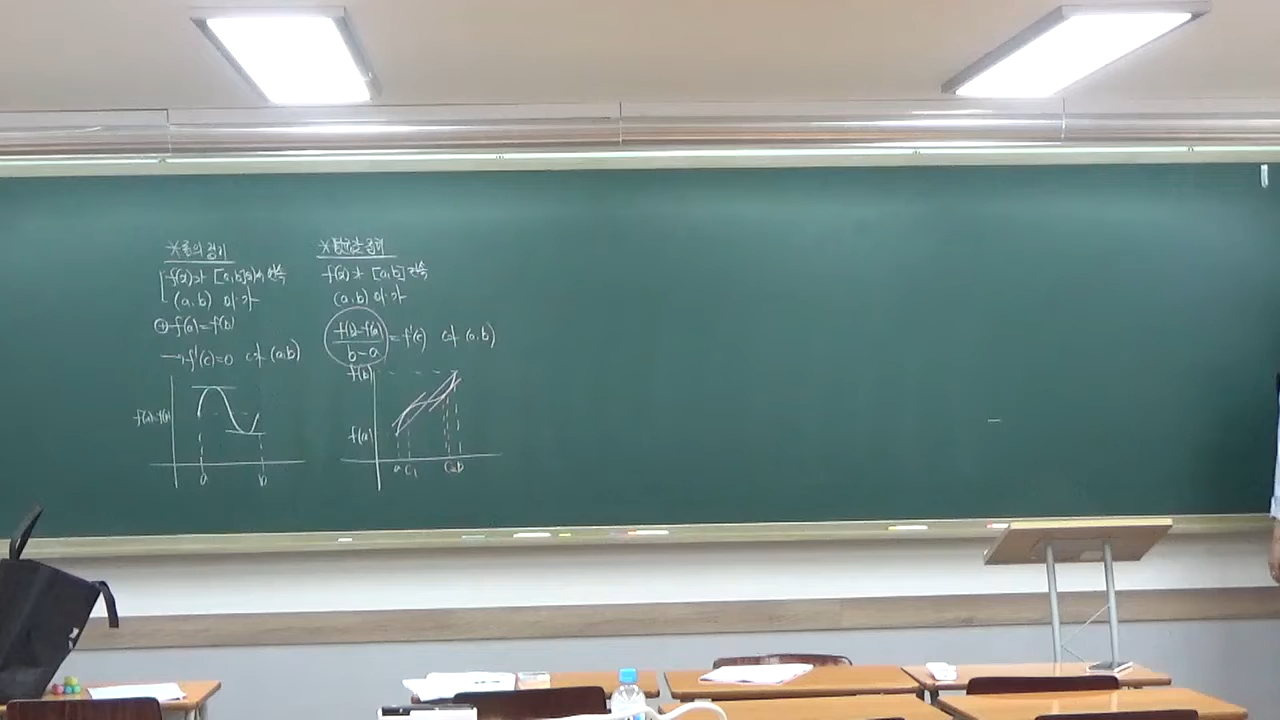 *롤의 정리
f(x)가 [a,b]에서 연속
(a,b) 미.가
⊕ f(a)=f(b)
→ f'(c)=0 c∈(a,b)
f(a)=f(b)
a b
*평균값 정리
f(x)가 [a,b] 연속
(a,b) 미.가
f(b)-f(a)
b-a
=f'(c) c∈(a,b)
f(b)
f(a)
a c₁ c₂ b